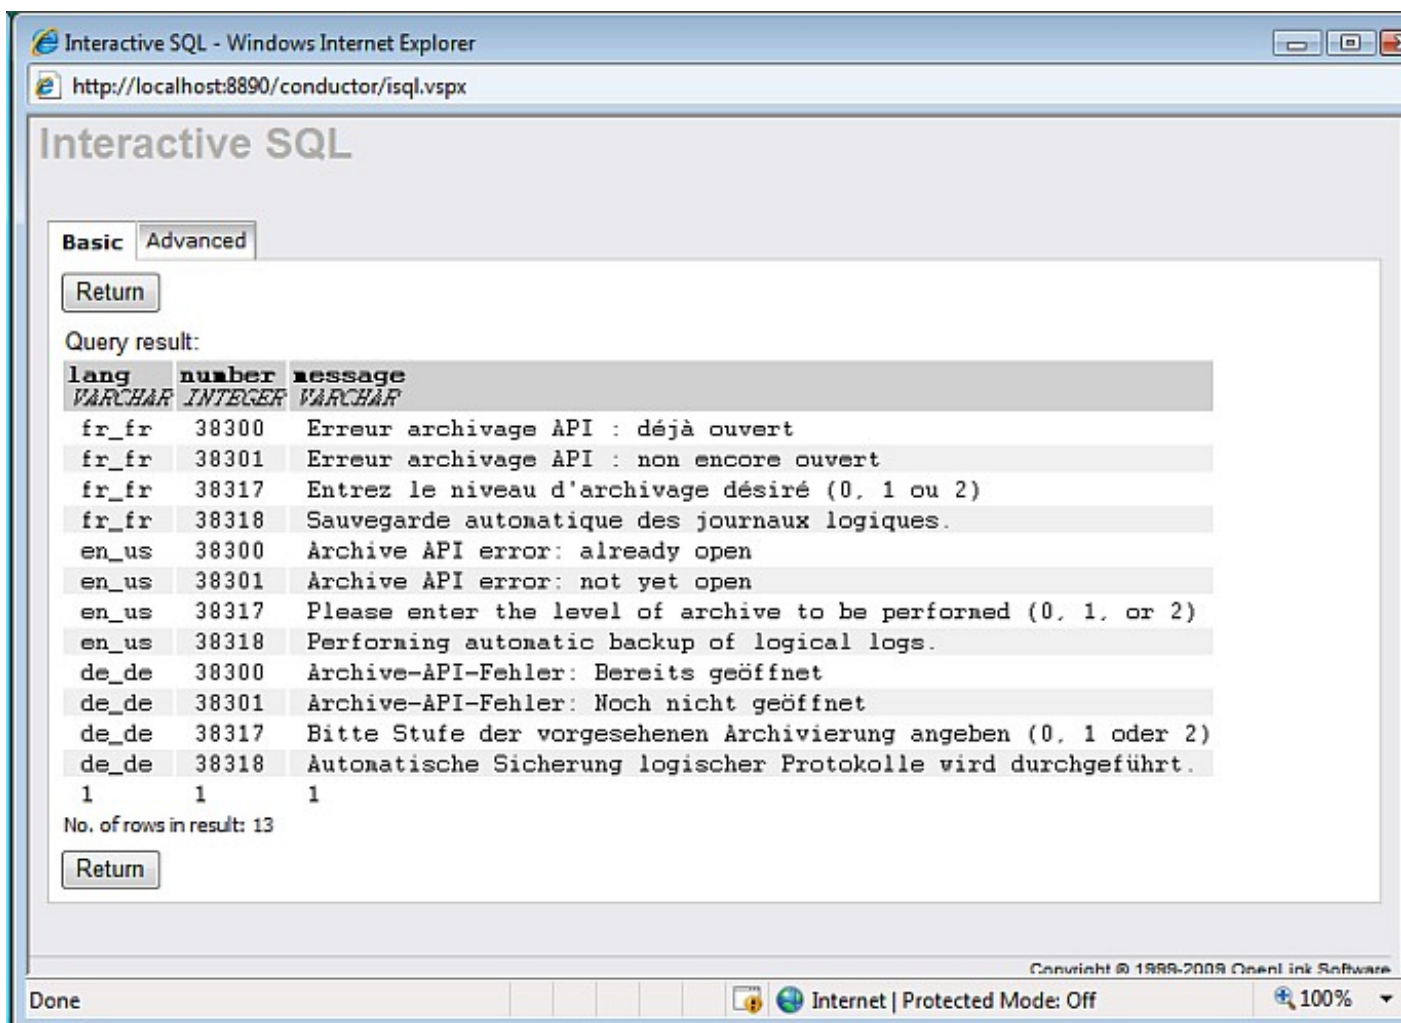 Interactive SQL - Windows Internet Explorer
http://localhost:8890/conductor/isql.vspx
Interactive SQL
Basic Advanced
Return
Query result:
lang number message
VARCHAR INTEGER VARCHAR
fr_fr 38300 Erreur archivage API : déjà ouvert
fr_fr 38301 Erreur archivage API : non encore ouvert
fr_fr 38317 Entrez le niveau d'archivage désiré (0, 1 ou 2)
fr_fr 38318 Sauvegarde automatique des journaux logiques.
en_us 38300 Archive API error: already open
en_us 38301 Archive API error: not yet open
en_us 38317 Please enter the level of archive to be performed (0, 1, or 2)
en_us 38318 Performing automatic backup of logical logs.
de_de 38300 Archive-API-Fehler: Bereits geöffnet
de_de 38301 Archive-API-Fehler: Noch nicht geöffnet
de_de 38317 Bitte Stufe der vorgesehenen Archivierung angeben (0, 1 oder 2)
de_de 38318 Automatische Sicherung logischer Protokolle wird durchgeführt.
1 1 1
No. of rows in result: 13
Return
Copyright © 1999-2009 OpenLink Software
Done Internet | Protected Mode: Off 100%